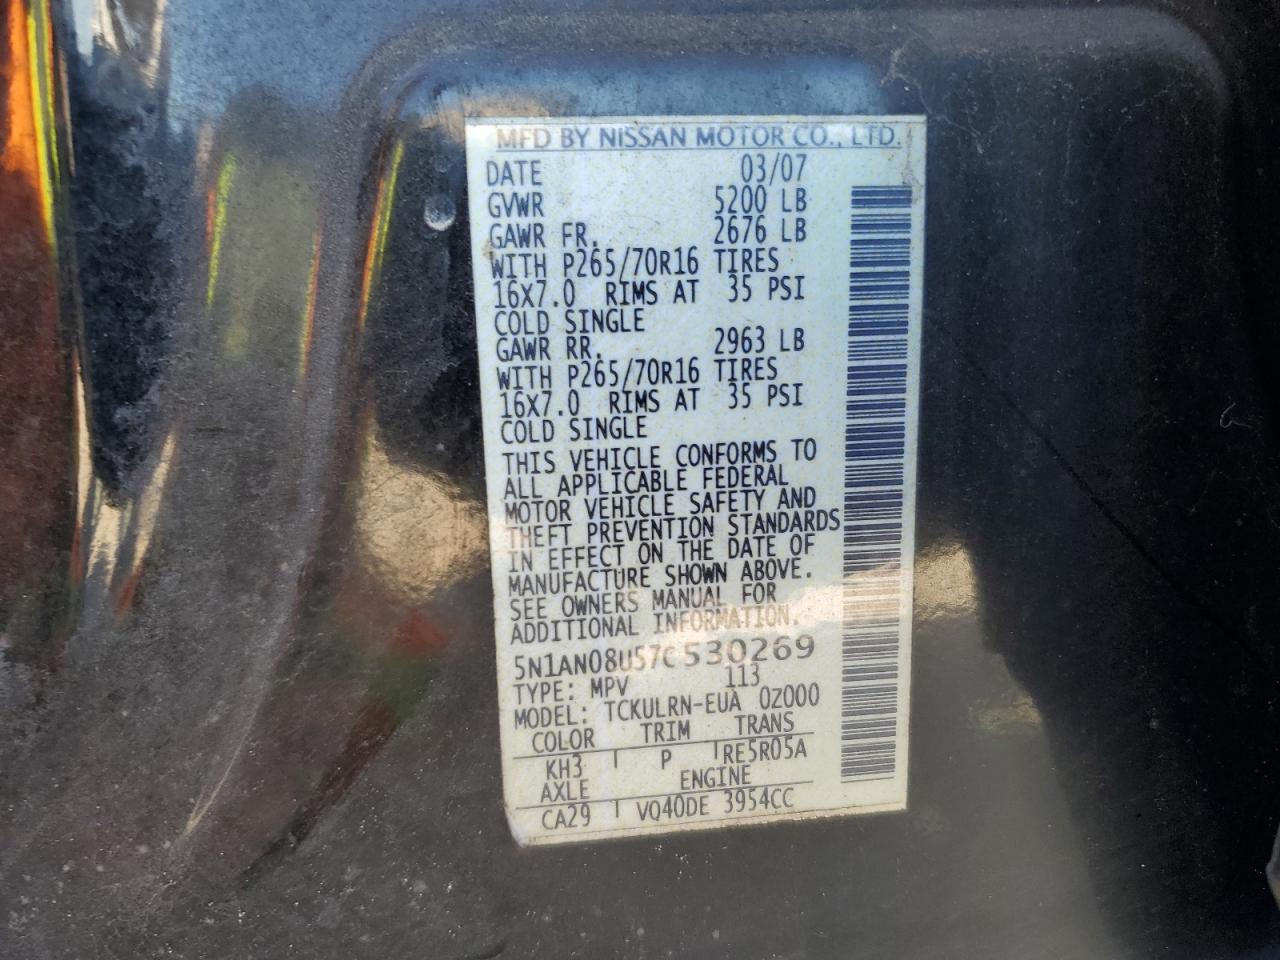 MFD BY NISSAN MOTOR CO., LTD.
DATE 03/07
GVWR 5200 LB
GAWR FR. 2676 LB
WITH P265/70R16 TIRES
16X7.0 RIMS AT 35 PSI
COLD SINGLE
GAWR RR. 2963 LB
WITH P265/70R16 TIRES
16X7.0 RIMS AT 35 PSI
COLD SINGLE
THIS VEHICLE CONFORMS TO
ALL APPLICABLE FEDERAL
MOTOR VEHICLE SAFETY AND
THEFT PREVENTION STANDARDS
IN EFFECT ON THE DATE OF
MANUFACTURE SHOWN ABOVE.
SEE OWNERS MANUAL FOR
ADDITIONAL INFORMATION.
5N1AN08U57C530269
TYPE: MPV 113
MODEL: TCKULRN-EUA 0Z000
COLOR TRIM TRANS
KH3 P RE5R05A
AXLE ENGINE
CA29 VQ40DE 3954CC